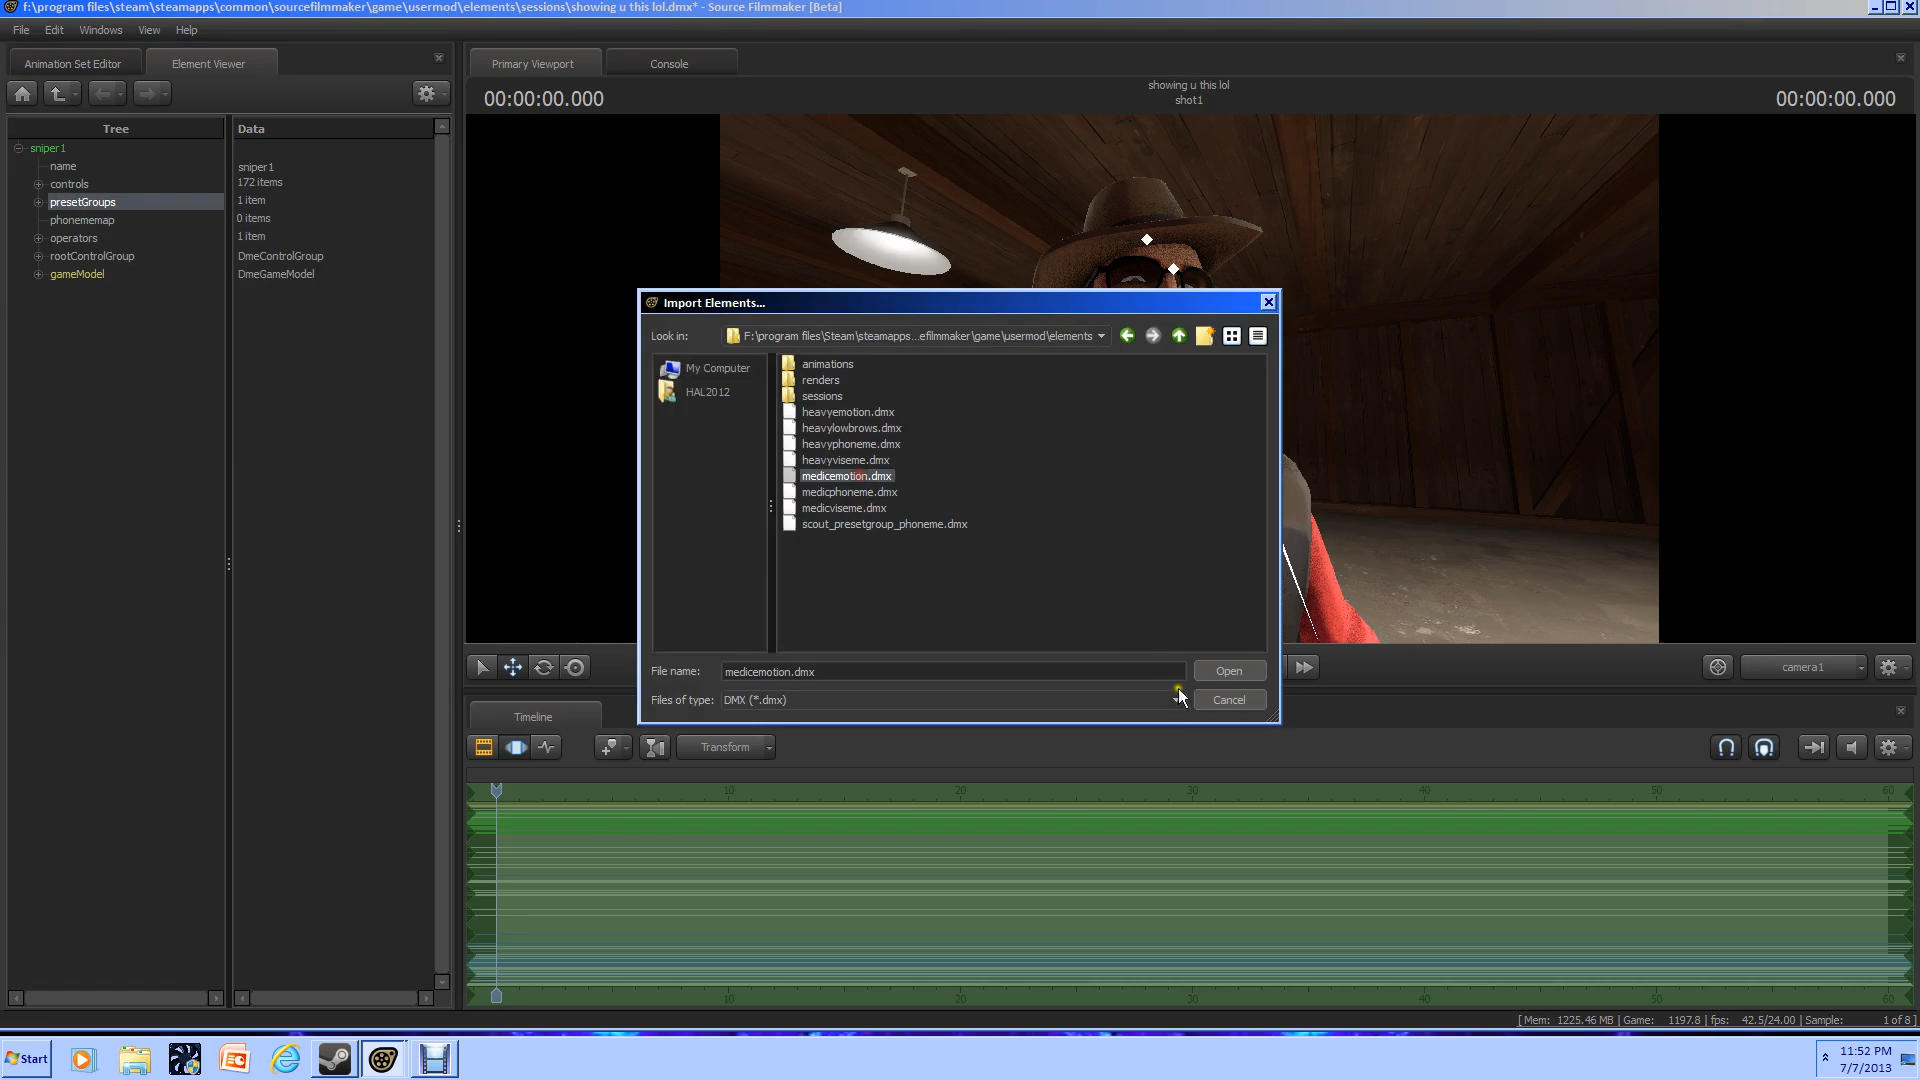 f:\program files\steam\steamapps\common\sourcefilmmaker\game\usermod\elements\sessions\showing u this lol.dmx* - Source Filmmaker [Beta]
File Edit Windows View Help
Animation Set Editor
Element Viewer
Primary Viewport
Console
00:00:00.000
showing u this lol
shot1
00:00:00.000
Tree
Data
sniper1
name
sniper1
controls
172 items
presetGroups
1 item
phonememap
0 items
operators
1 item
rootControlGroup
DmeControlGroup
gameModel
DmeGameModel
Import Elements...
Look in:
F:\program files\Steam\steamapps...efilmmaker\game\usermod\elements
My Computer
HAL2012
animations
renders
sessions
heavyemotion.dmx
heavylowbrows.dmx
heavyphoneme.dmx
heavyviseme.dmx
medicemotion.dmx
medicphoneme.dmx
medicviseme.dmx
scout_presetgroup_phoneme.dmx
File name:
medicemotion.dmx
Open
Files of type:
DMX (*.dmx)
Cancel
camera1
Timeline
Transform
10 20 30 40 50 60
10 20 30 40 50 60
[ Mem: 1225.46 MB | Game: 1197.8 | fps: 42.5/24.00 | Sample: 1 of 8 ]
Start
11:52 PM
7/7/2013